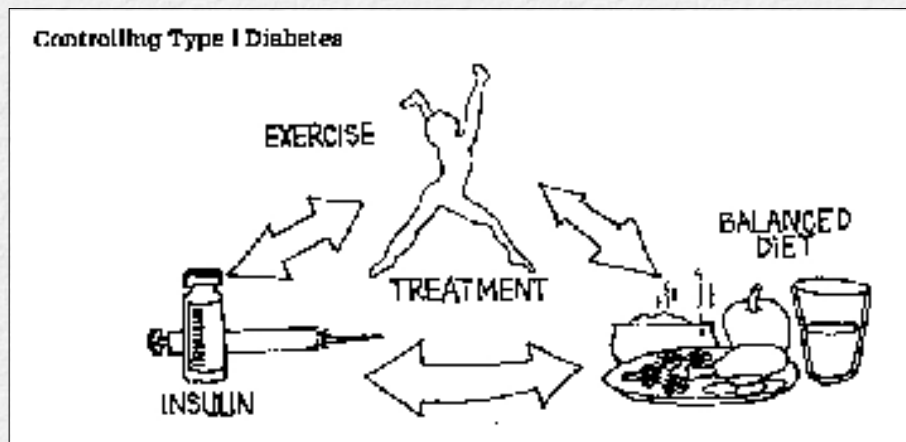 Controlling Type I Diabetes
EXERCISE
BALANCED
DIET
TREATMENT
INSULIN